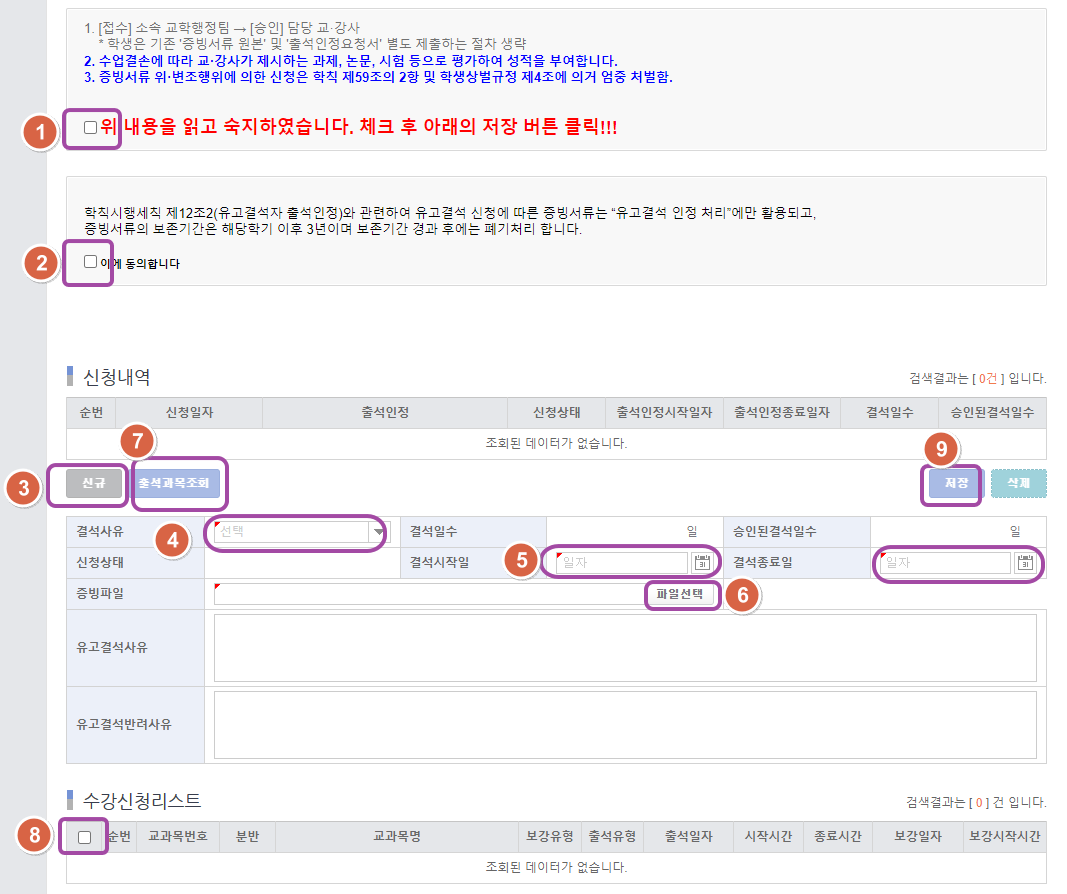 1. [접수] 소속 교학행정팀 → [승인] 담당 교·강사
* 학생은 기존 '증빙서류 원본' 및 '출석인정요청서' 별도 제출하는 절차 생략
2. 수업결손에 따라 교·강사가 제시하는 과제, 논문, 시험 등으로 평가하여 성적을 부여합니다.
3. 증빙서류 위·변조행위에 의한 신청은 학칙 제59조의 2항 및 학생상벌규정 제4조에 의거 엄중 처벌함.
1 위 내용을 읽고 숙지하였습니다. 체크 후 아래의 저장 버튼 클릭!!!
학칙시행세칙 제12조2(유고결석자 출석인정)와 관련하여 유고결석 신청에 따른 증빙서류는 “유고결석 인정 처리”에만 활용되고,
증빙서류의 보존기간은 해당학기 이후 3년이며 보존기간 경과 후에는 폐기처리 합니다.
2 이에 동의합니다
신청내역 검색결과는 [ 0건 ] 입니다.
순번 신청일자 출석인정 신청상태 출석인정시작일자 출석인정종료일자 결석일수 승인된결석일수
조회된 데이터가 없습니다.
7 9
3 신규 출석과목조회 저장 삭제
결석사유 4 선택 결석일수 일 승인된결석일수 일
신청상태 결석시작일 5 일자 31 결석종료일 일자 31
증빙파일 파일선택 6
유고결석사유
유고결석반려사유
수강신청리스트 검색결과는 [ 0 ] 건 입니다.
8 순번 교과목번호 분반 교과목명 보강유형 출석유형 출석일자 시작시간 종료시간 보강일자 보강시작시간
조회된 데이터가 없습니다.